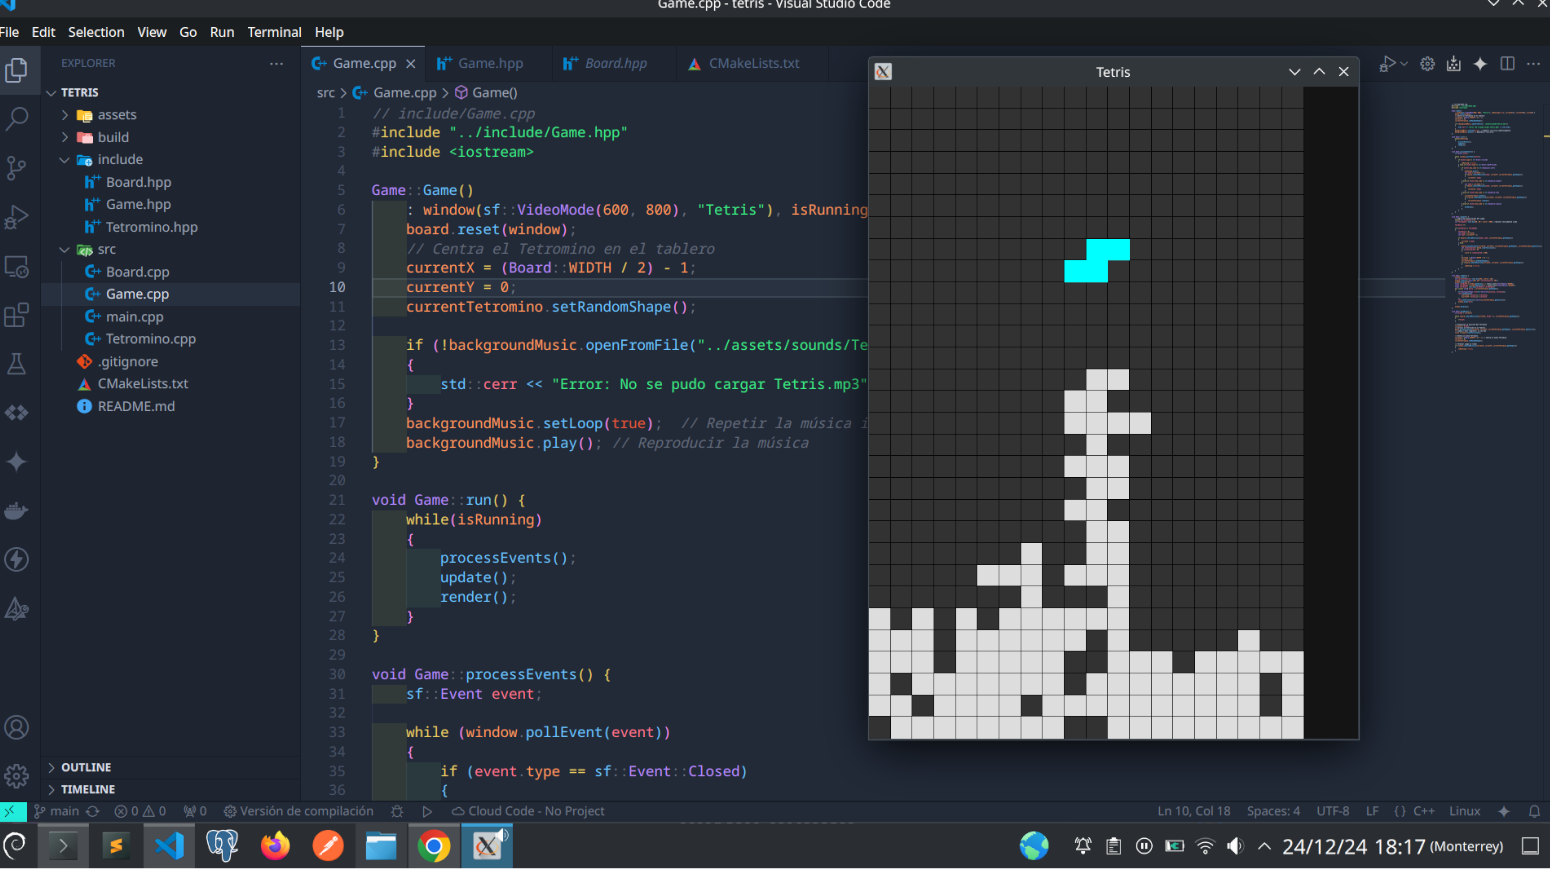 Game.cpp - tetris - Visual Studio Code
File Edit Selection View Go Run Terminal Help
EXPLORER
TETRIS
assets
build
include
Board.hpp
Game.hpp
Tetromino.hpp
src
Board.cpp
Game.cpp
main.cpp
Tetromino.cpp
.gitignore
CMakeLists.txt
README.md
OUTLINE
TIMELINE
Game.cpp Game.hpp Board.hpp CMakeLists.txt
src > Game.cpp > Game()
1 // include/Game.cpp
2 #include "../include/Game.hpp"
3 #include <iostream>
4
5 Game::Game()
6 : window(sf::VideoMode(600, 800), "Tetris"), isRunning
7 board.reset(window);
8 // Centra el Tetromino en el tablero
9 currentX = (Board::WIDTH / 2) - 1;
10 currentY = 0;
11 currentTetromino.setRandomShape();
12
13 if (!backgroundMusic.openFromFile("../assets/sounds/Te
14 {
15 std::cerr << "Error: No se pudo cargar Tetris.mp3"
16 }
17 backgroundMusic.setLoop(true); // Repetir la música i
18 backgroundMusic.play(); // Reproducir la música
19 }
20
21 void Game::run() {
22 while(isRunning)
23 {
24 processEvents();
25 update();
26 render();
27 }
28 }
29
30 void Game::processEvents() {
31 sf::Event event;
32
33 while (window.pollEvent(event))
34 {
35 if (event.type == sf::Event::Closed)
36 {
Tetris
main 0 0 0 Versión de compilación Cloud Code - No Project Ln 10, Col 18 Spaces: 4 UTF-8 LF {} C++ Linux
24/12/24 18:17 (Monterrey)